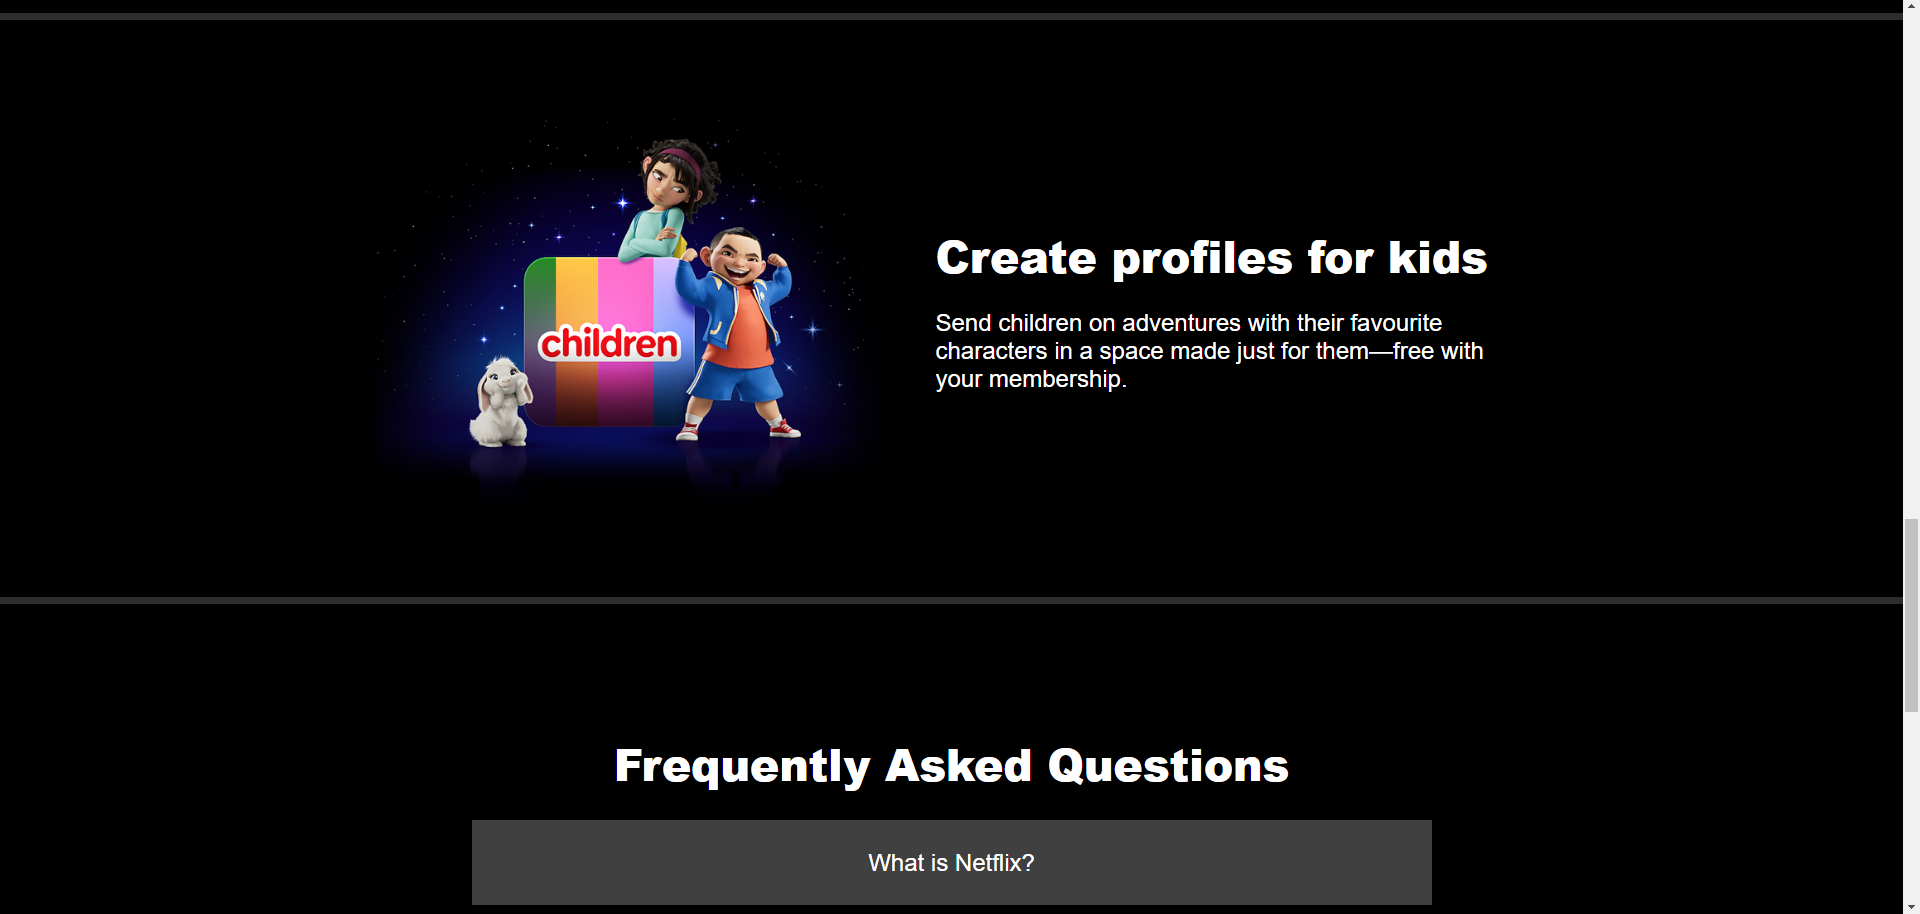 children
Create profiles for kids
Send children on adventures with their favourite
characters in a space made just for them—free with
your membership.
Frequently Asked Questions
What is Netflix?